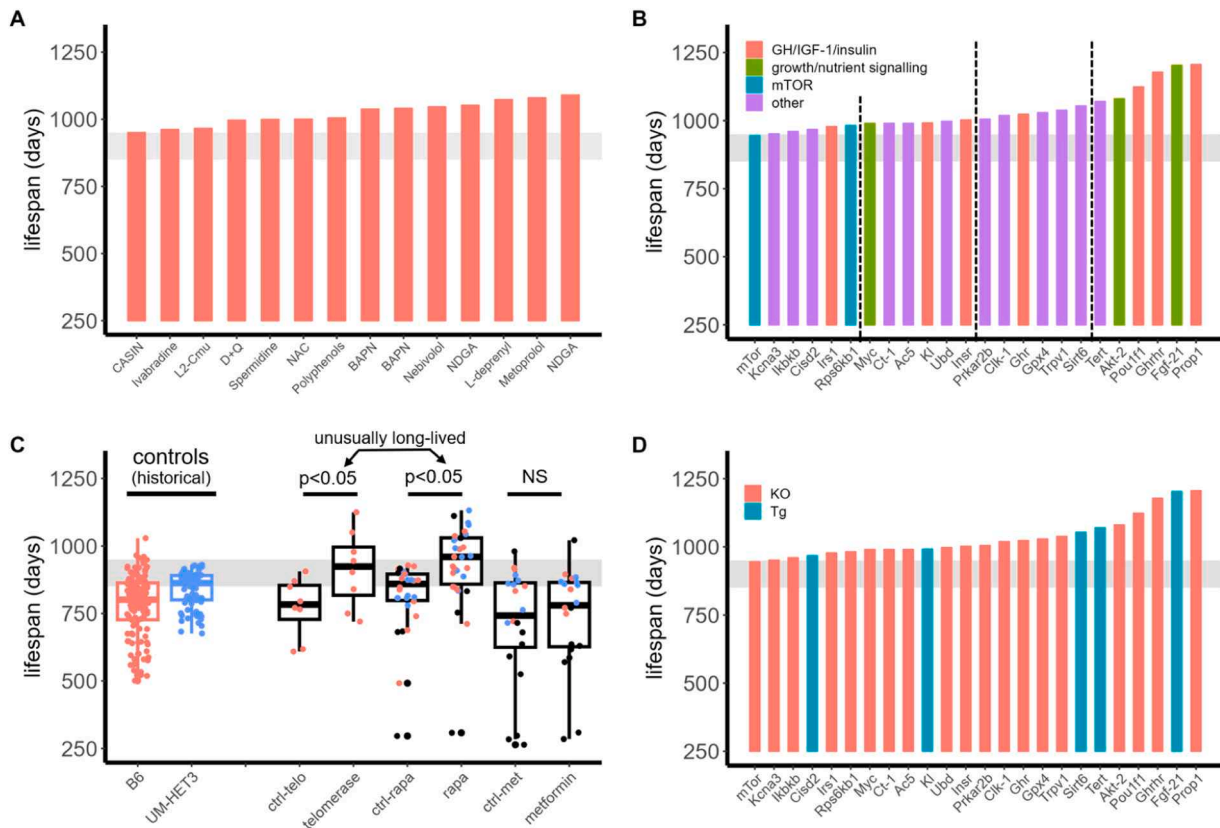 A
lifespan (days)
1250
1000
750
500
250
CASIN
Ivabradine
L2-Cmu
D+Q
Spermidine
NAC
Polyphenols
BAPN
BAPN
Nebivolol
NDGA
L-deprenyl
Metoprolol
NDGA
B
lifespan (days)
1250
1000
750
500
250
GH/IGF-1/insulin
growth/nutrient signalling
mTOR
other
mTor
Kcna3
Ikbkb
Cisd2
Irs1
Rps6kb1
Myc
Ct-1
Ac5
Kl
Ubd
Insr
Prkar2b
Clk-1
Ghr
Gpx4
Trpv1
Sirt6
Tert
Akt-2
Pou1f1
Ghrhr
Fgf-21
Prop1
C
lifespan (days)
1250
1000
750
500
250
controls
(historical)
unusually long-lived
p<0.05
p<0.05
NS
B6
UM-HET3
ctrl-telo
telomerase
ctrl-rapa
rapa
ctrl-met
metformin
D
lifespan (days)
1250
1000
750
500
250
KO
Tg
mTor
Kcna3
Ikbkb
Cisd2
Irs1
Rps6kb1
Myc
Ct-1
Ac5
Kl
Ubd
Insr
Prkar2b
Clk-1
Ghr
Gpx4
Trpv1
Sirt6
Tert
Akt-2
Pou1f1
Ghrhr
Fgf-21
Prop1